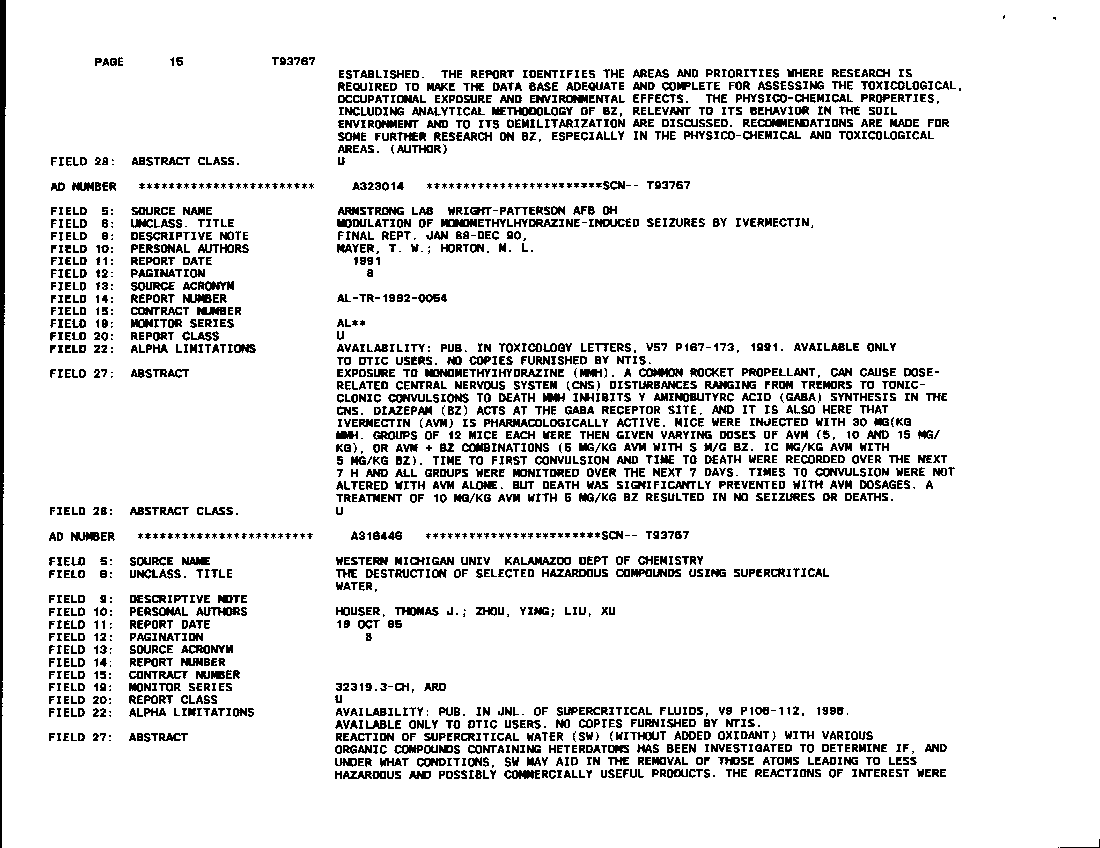 PAGE 15 T93767
ESTABLISHED. THE REPORT IDENTIFIES THE AREAS AND PRIORITIES WHERE RESEARCH IS
REQUIRED TO MAKE THE DATA BASE ADEQUATE AND COMPLETE FOR ASSESSING THE TOXICOLOGICAL,
OCCUPATIONAL EXPOSURE AND ENVIRONMENTAL EFFECTS. THE PHYSICO-CHEMICAL PROPERTIES,
INCLUDING ANALYTICAL METHODOLOGY OF BZ, RELEVANT TO ITS BEHAVIOR IN THE SOIL
ENVIRONMENT AND TO ITS DEMILITARIZATION ARE DISCUSSED. RECOMMENDATIONS ARE MADE FOR
SOME FURTHER RESEARCH ON BZ, ESPECIALLY IN THE PHYSICO-CHEMICAL AND TOXICOLOGICAL
AREAS. (AUTHOR)
FIELD 28: ABSTRACT CLASS. U
AD NUMBER ************************ A323014 ************************SCN-- T93767
FIELD 5: SOURCE NAME ARMSTRONG LAB WRIGHT-PATTERSON AFB OH
FIELD 6: UNCLASS. TITLE MODULATION OF MONOMETHYLHYDRAZINE-INDUCED SEIZURES BY IVERMECTIN,
FIELD 9: DESCRIPTIVE NOTE FINAL REPT. JAN 88-DEC 90,
FIELD 10: PERSONAL AUTHORS MAYER, T. W.; HORTON, M. L.
FIELD 11: REPORT DATE 1991
FIELD 12: PAGINATION 8
FIELD 13: SOURCE ACRONYM
FIELD 14: REPORT NUMBER AL-TR-1992-0054
FIELD 15: CONTRACT NUMBER
FIELD 19: MONITOR SERIES AL**
FIELD 20: REPORT CLASS U
FIELD 22: ALPHA LIMITATIONS AVAILABILITY: PUB. IN TOXICOLOGY LETTERS, V57 P167-173, 1991. AVAILABLE ONLY
TO DTIC USERS. NO COPIES FURNISHED BY NTIS.
FIELD 27: ABSTRACT EXPOSURE TO MONOMETHYIHYDRAZINE (MMH). A COMMON ROCKET PROPELLANT, CAN CAUSE DOSE-
RELATED CENTRAL NERVOUS SYSTEM (CNS) DISTURBANCES RANGING FROM TREMORS TO TONIC-
CLONIC CONVULSIONS TO DEATH MMH INHIBITS Y AMINOBUTYRC ACID (GABA) SYNTHESIS IN THE
CNS. DIAZEPAM (BZ) ACTS AT THE GABA RECEPTOR SITE, AND IT IS ALSO HERE THAT
IVERMECTIN (AVM) IS PHARMACOLOGICALLY ACTIVE. MICE WERE INJECTED WITH 30 MG(KG
MMH. GROUPS OF 12 MICE EACH WERE THEN GIVEN VARYING DOSES OF AVM (5, 10 AND 15 MG/
KG), OR AVM + BZ COMBINATIONS (5 MG/KG AVM WITH S M/G BZ. IC MG/KG AVM WITH
5 MG/KG BZ). TIME TO FIRST CONVULSION AND TIME TO DEATH WERE RECORDED OVER THE NEXT
7 H AND ALL GROUPS WERE MONITORED OVER THE NEXT 7 DAYS. TIMES TO CONVULSION WERE NOT
ALTERED WITH AVM ALONE. BUT DEATH WAS SIGNIFICANTLY PREVENTED WITH AVM DOSAGES. A
TREATMENT OF 10 MG/KG AVM WITH 5 MG/KG BZ RESULTED IN NO SEIZURES OR DEATHS.
FIELD 28: ABSTRACT CLASS. U
AD NUMBER ************************ A318446 ************************SCN-- T93767
FIELD 5: SOURCE NAME WESTERN MICHIGAN UNIV KALAMAZOO DEPT OF CHEMISTRY
FIELD 6: UNCLASS. TITLE THE DESTRUCTION OF SELECTED HAZARDOUS COMPOUNDS USING SUPERCRITICAL
WATER,
FIELD 9: DESCRIPTIVE NOTE
FIELD 10: PERSONAL AUTHORS HOUSER, THOMAS J.; ZHOU, YING; LIU, XU
FIELD 11: REPORT DATE 19 OCT 95
FIELD 12: PAGINATION 8
FIELD 13: SOURCE ACRONYM
FIELD 14: REPORT NUMBER
FIELD 15: CONTRACT NUMBER
FIELD 19: MONITOR SERIES 32319.3-CH, ARO
FIELD 20: REPORT CLASS U
FIELD 22: ALPHA LIMITATIONS AVAILABILITY: PUB. IN JNL. OF SUPERCRITICAL FLUIDS, V9 P106-112, 1996.
AVAILABLE ONLY TO DTIC USERS. NO COPIES FURNISHED BY NTIS.
FIELD 27: ABSTRACT REACTION OF SUPERCRITICAL WATER (SW) (WITHOUT ADDED OXIDANT) WITH VARIOUS
ORGANIC COMPOUNDS CONTAINING HETEROATOMS HAS BEEN INVESTIGATED TO DETERMINE IF, AND
UNDER WHAT CONDITIONS, SW MAY AID IN THE REMOVAL OF THOSE ATOMS LEADING TO LESS
HAZARDOUS AND POSSIBLY COMMERCIALLY USEFUL PRODUCTS. THE REACTIONS OF INTEREST WERE